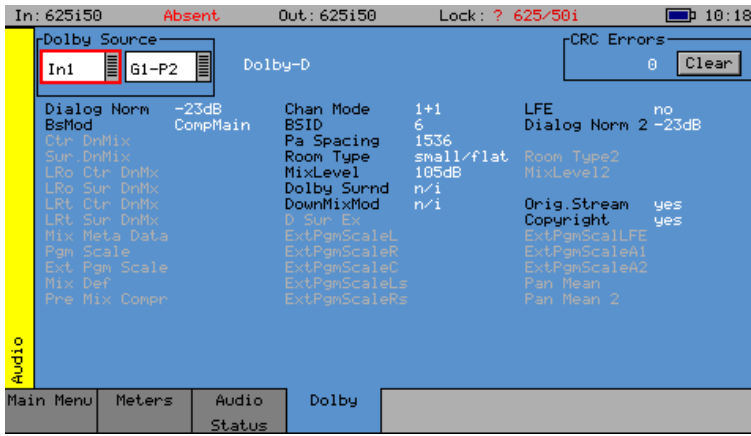 In: 625i50 Absent Out: 625i50 Lock: ? 625/50i 10:18
Dolby Source CRC Errors
In1 G1-P2 Dolby-D 0 Clear
Dialog Norm -23dB Chan Mode 1+1 LFE no
BsMod CompMain BSID 6 Dialog Norm 2 -23dB
Ctr DnMix Pa Spacing 1536
Sur.DnMix Room Type small/flat Room Type2
LRo Ctr DnMx MixLevel 105dB MixLevel2
LRo Sur DnMx Dolby Surnd n/i
LRt Ctr DnMx DownMixMod n/i Orig.Stream yes
LRt Sur DnMx D Sur Ex Copyright yes
Mix Meta Data ExtPgmScaleL ExtPgmScalLFE
Pgm Scale ExtPgmScaleR ExtPgmScaleA1
Ext Pgm Scale ExtPgmScaleC ExtPgmScaleA2
Mix Def ExtPgmScaleLs Pan Mean
Pre Mix Compr ExtPgmScaleRs Pan Mean 2
Audio
Main Menu Meters Audio Status Dolby